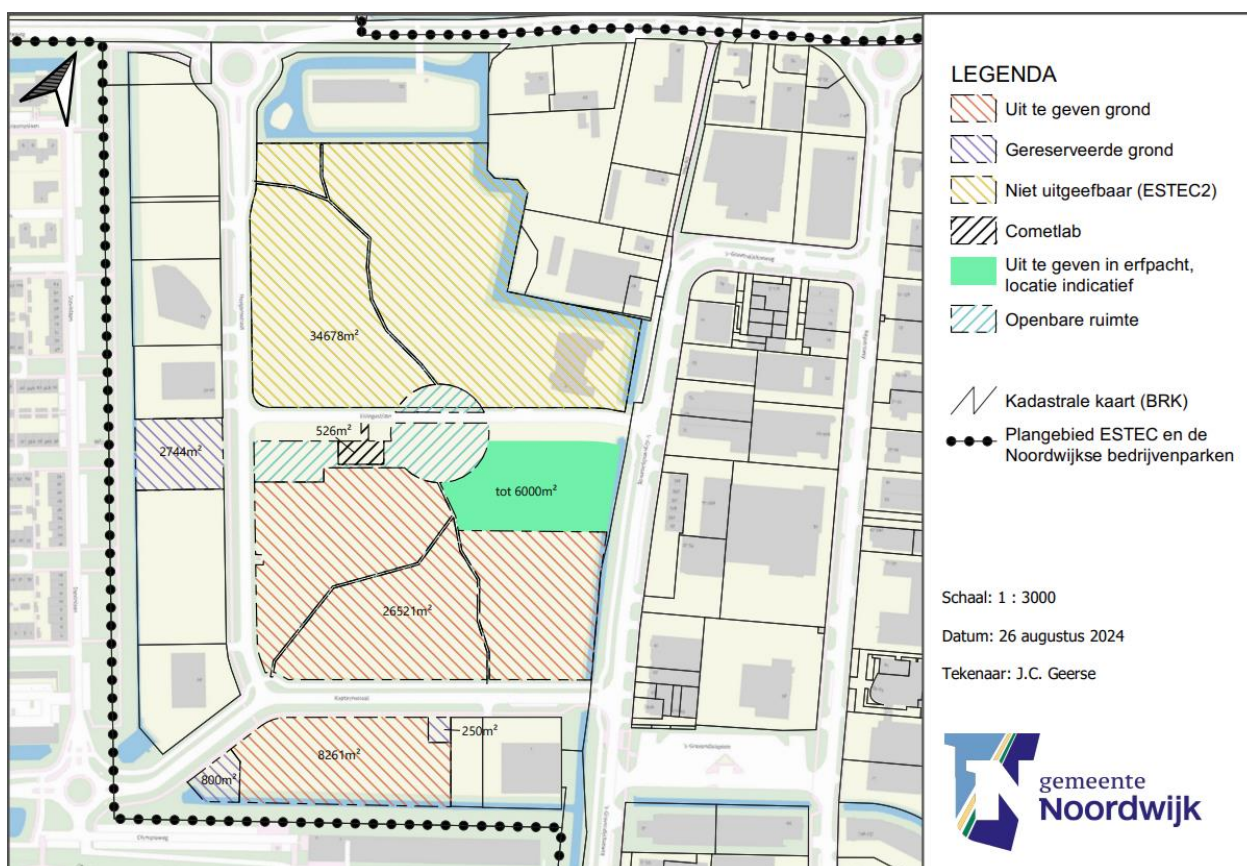 34678m²
526m²
2744m²
tot 6000m²
26521m²
250m²
8261m²
800m²
LEGENDA
Uit te geven grond
Gereserveerde grond
Niet uitgeefbaar (ESTEC2)
Cometlab
Uit te geven in erfpacht,
locatie indicatief
Openbare ruimte
Kadastrale kaart (BRK)
Plangebied ESTEC en de
Noordwijkse bedrijvenparken
Schaal: 1 : 3000
Datum: 26 augustus 2024
Tekenaar: J.C. Geerse
gemeente
Noordwijk